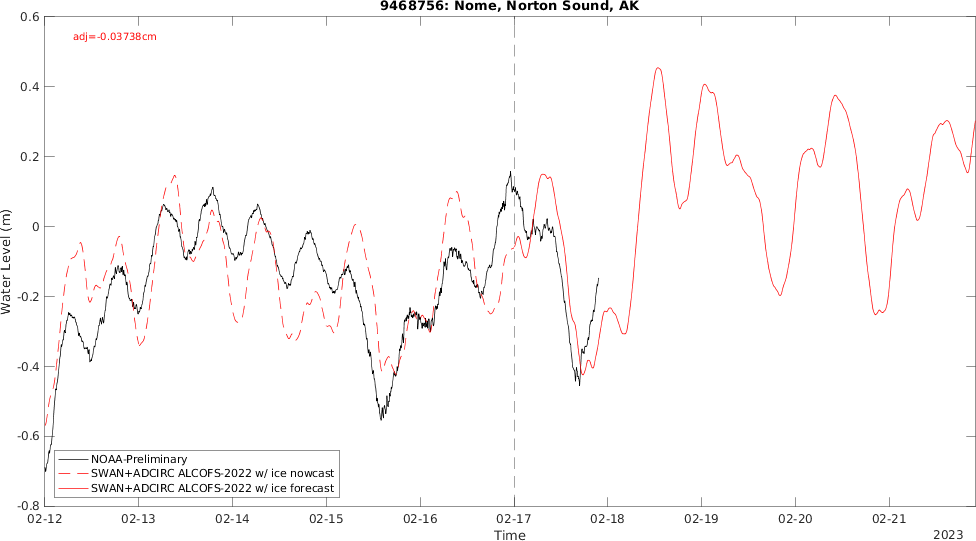 9468756: Nome, Norton Sound, AK
adj=-0.03738cm
0.6
0.4
0.2
0
-0.2
-0.4
-0.6
-0.8
Water Level (m)
NOAA-Preliminary
SWAN+ADCIRC ALCOFS-2022 w/ ice nowcast
SWAN+ADCIRC ALCOFS-2022 w/ ice forecast
02-12 02-13 02-14 02-15 02-16 02-17 02-18 02-19 02-20 02-21
Time
2023